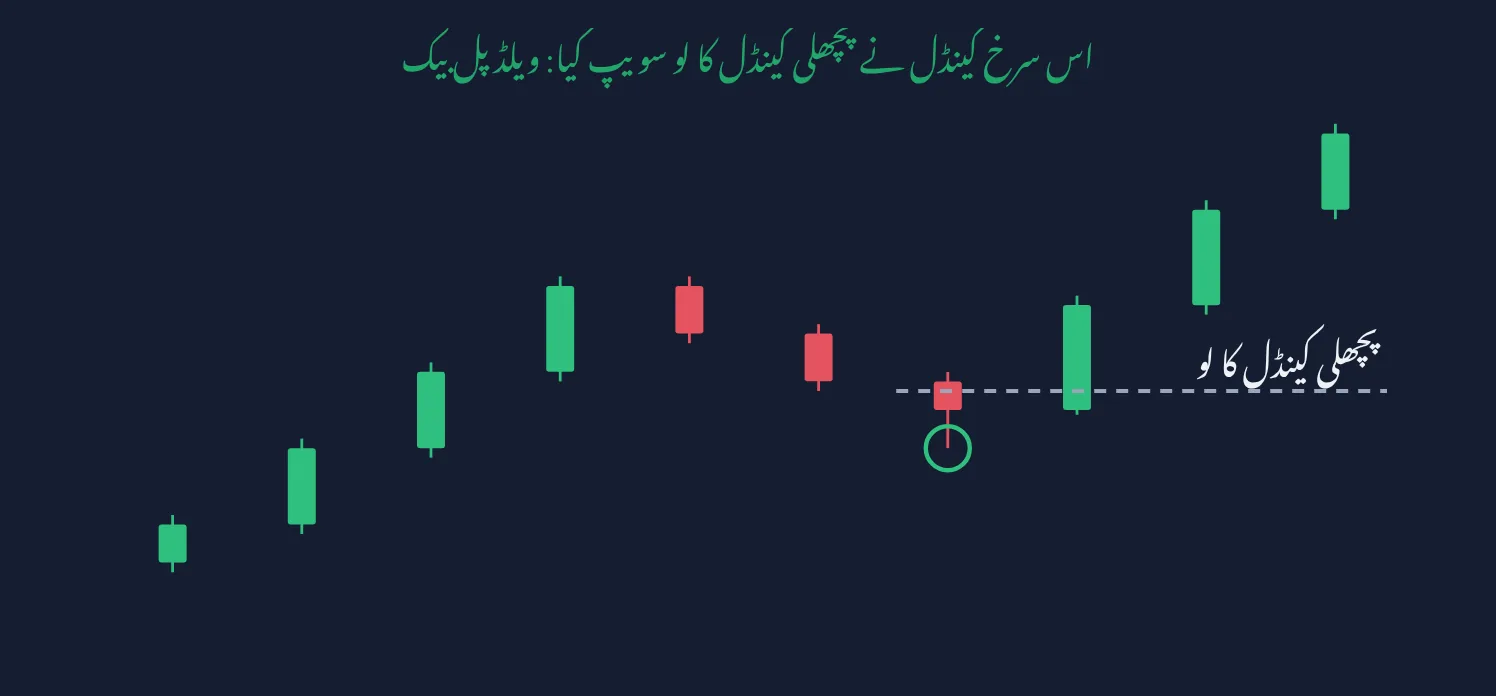 اس سرخ کینڈل نے پچھلی کینڈل کا لو سویپ کیا: ویلڈ پل بیک
پچھلی کینڈل کا لو